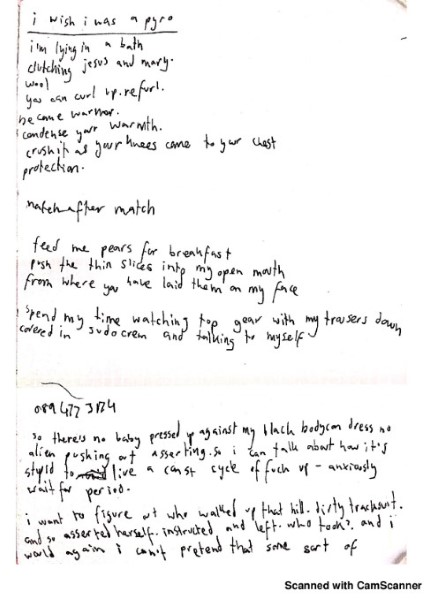 i wish i was a pyro
i'm lying in a bath
clutching jesus and mary.
wool
you can curl up. refurl.
become warmer.
condense your warmth.
crush it as your knees come to your chest
protection.
match after match
feed me pears for breakfast
push the thin slices into my open mouth
from where you have laid them on my face
spend my time watching top gear with my trousers down
covered in sudocrem and talking to myself
so there's no baby pressed up against my black bodycon dress no
alien pushing out asserting. so i can talk about how it's
stupid to live a const cycle of fuck up - anxiously
wait for period.
i want to figure out who walked up that hill. dirty tracksuit.
and so asserted herself. instructed and left. who took?. and i
would again i cannot pretend that some sort of
Scanned with CamScanner